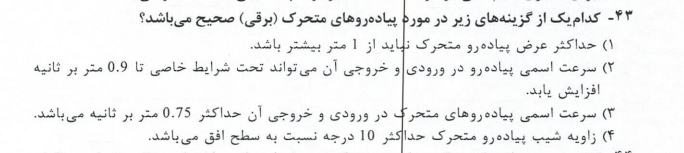 ۴۳- کدام‌یک از گزینه‌های زیر در مورد پیاده‌روهای متحرک (برقی) صحیح می‌باشد؟
۱) حداکثر عرض پیاده‌رو متحرک نباید از 1 متر بیشتر باشد.
۲) سرعت اسمی پیاده‌رو در ورودی و خروجی آن می‌تواند تحت شرایط خاصی تا 0.9 متر بر ثانیه
افزایش یابد.
۳) سرعت اسمی پیاده‌روهای متحرک در ورودی و خروجی آن حداکثر 0.75 متر بر ثانیه می‌باشد.
۴) زاویه شیب پیاده‌رو متحرک حداکثر 10 درجه نسبت به سطح افق می‌باشد.